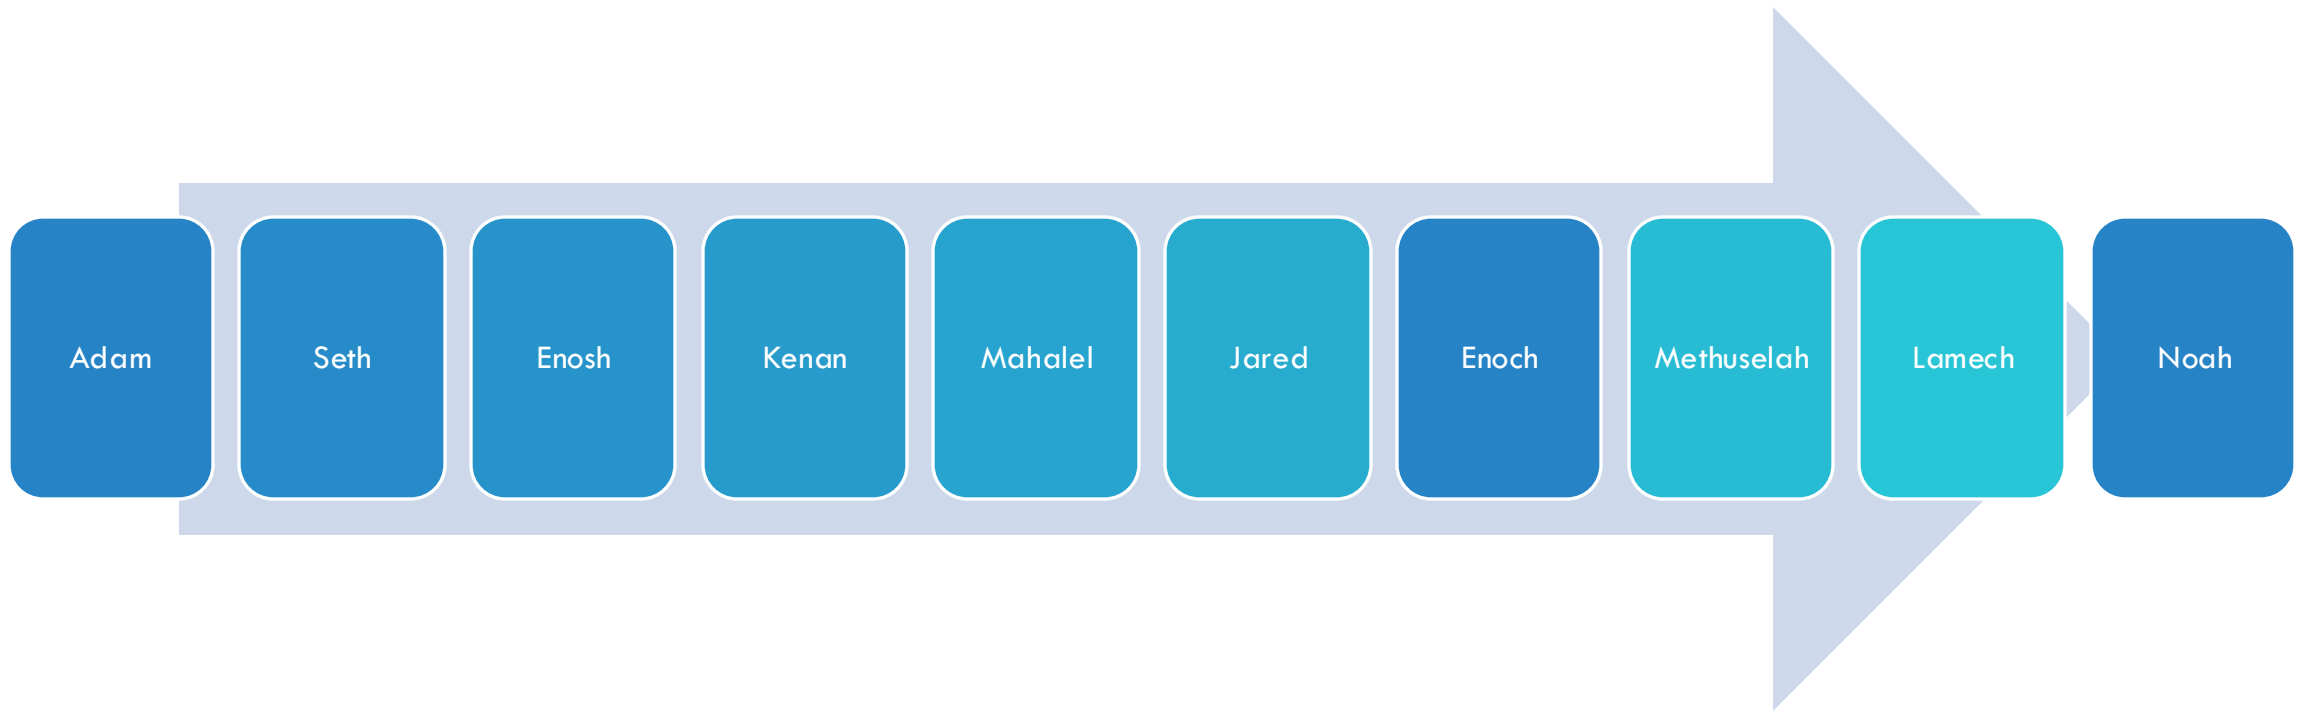 Adam
Seth
Enosh
Kenan
Mahalel
Jared
Enoch
Methuselah
Lamech
Noah